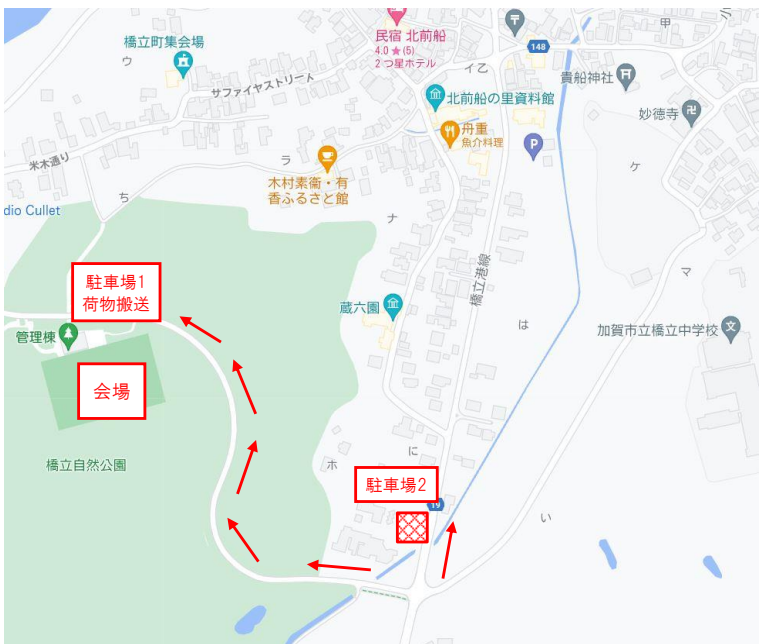 民宿 北前船
4.0★(5)
2つ星ホテル
橋立町集会場
ウ
サファイヤストリート
イ乙
148
甲
北前船の里資料館
貴船神社
妙徳寺
舟重
魚介料理
P
米木通り
ラ
木村素衞・有
香ふるさと館
ち
dio Cullet
ケ
ナ
マ
橋立港線
駐車場1
荷物搬送
蔵六園
は
加賀市立橋立中学校
文
管理棟
会場
橋立自然公園
ホ
に
駐車場2
19
い